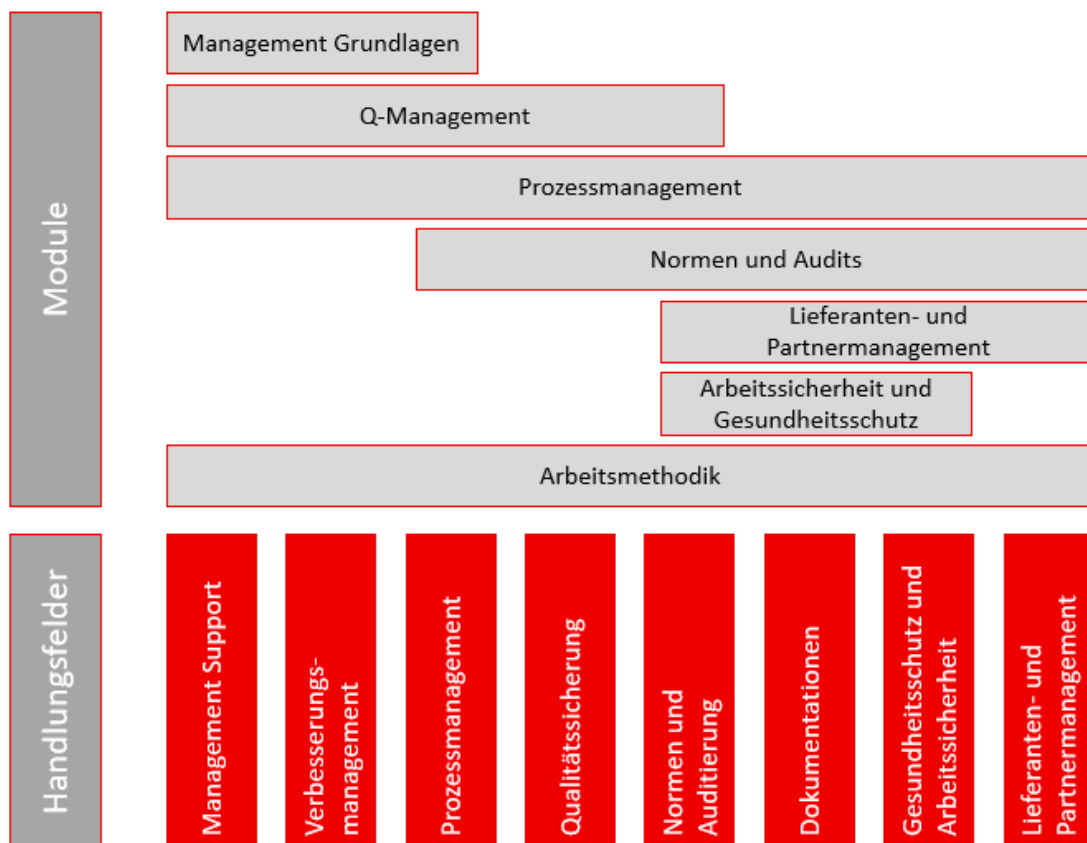 Module
Management Grundlagen
Q-Management
Prozessmanagement
Normen und Audits
Lieferanten- und
Partnermanagement
Arbeitssicherheit und
Gesundheitsschutz
Arbeitsmethodik
Handlungsfelder
Management Support
Verbesserungs-
management
Prozessmanagement
Qualitätssicherung
Normen und
Auditierung
Dokumentationen
Gesundheitsschutz und
Arbeitssicherheit
Lieferanten- und
Partnermanagement